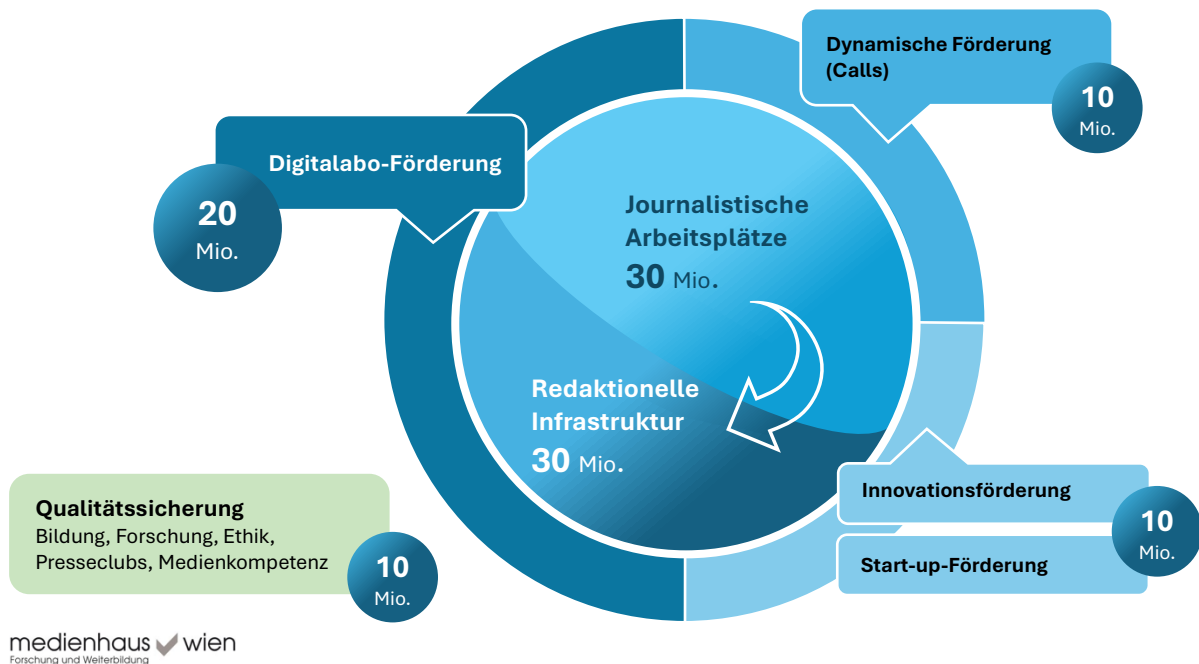 Dynamische Förderung
(Calls)
10
Mio.
Digitalabo-Förderung
20
Mio.
Journalistische
Arbeitsplätze
30 Mio.
Redaktionelle
Infrastruktur
30 Mio.
Innovationsförderung
10
Mio.
Start-up-Förderung
Qualitätssicherung
Bildung, Forschung, Ethik,
Presseclubs, Medienkompetenz
10
Mio.
medienhaus wien
Forschung und Weiterbildung